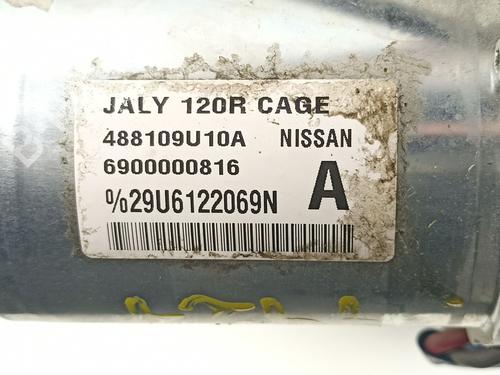 JALY 120R CAGE
488109U10A NISSAN
6900000816
%29U6122069N A